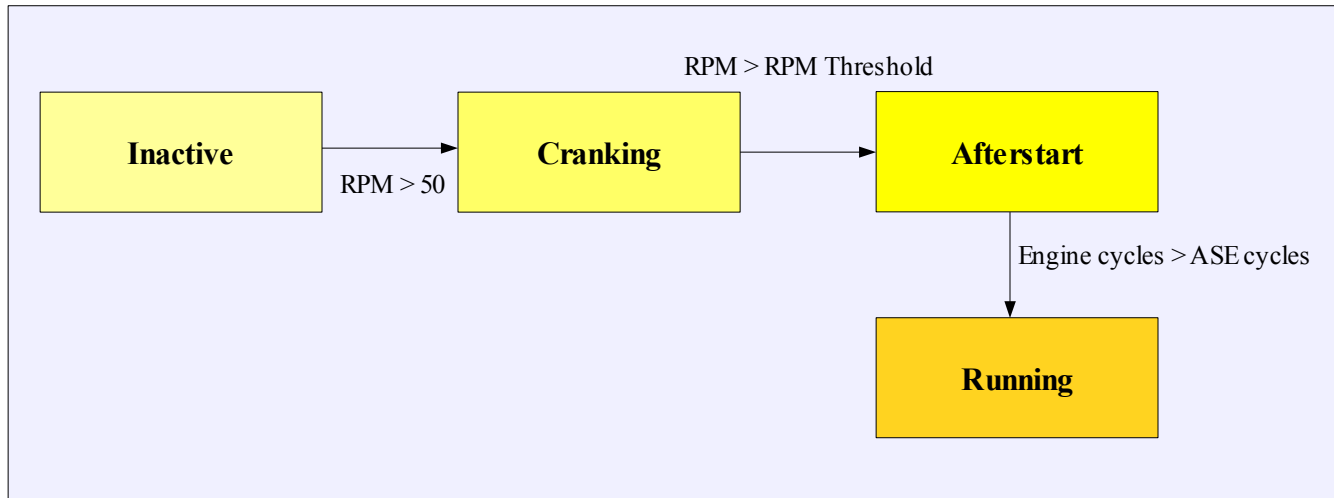 RPM > RPM Threshold
Inactive
Cranking
Afterstart
RPM > 50
Engine cycles > ASE cycles
Running